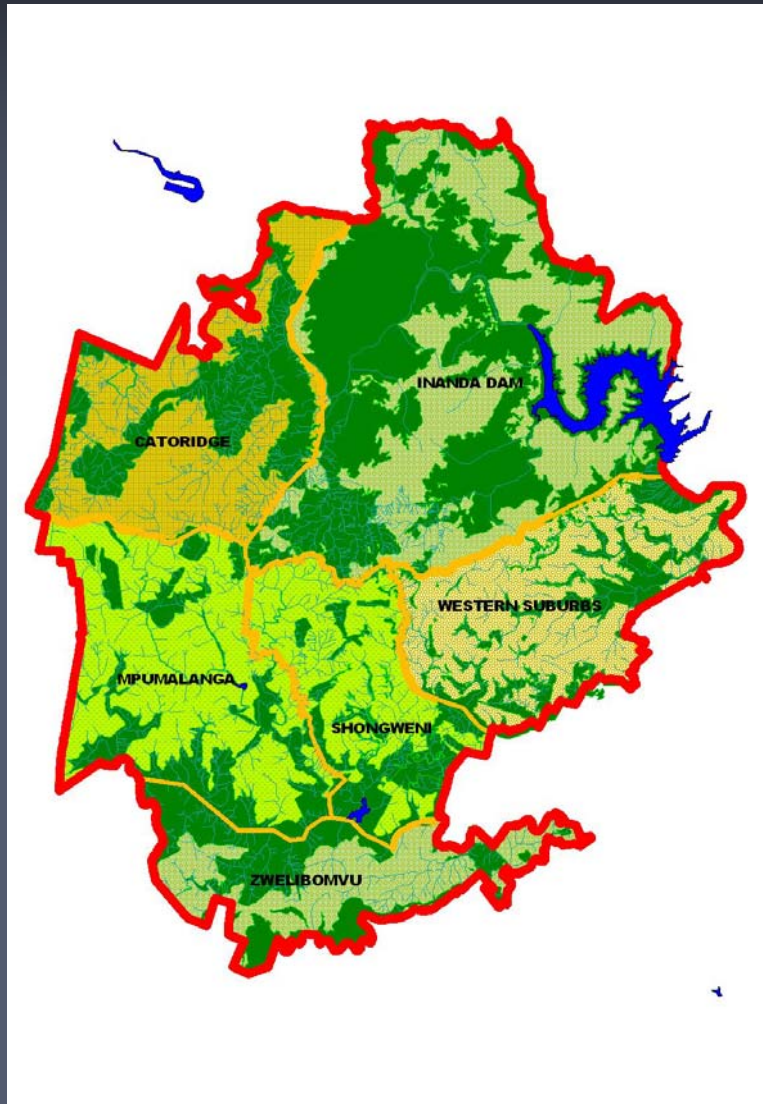 INANDA DAM
CATORIDGE
WESTERN SUBURBS
MPUMALANGA
SHONGWENI
ZWELIBOMVU